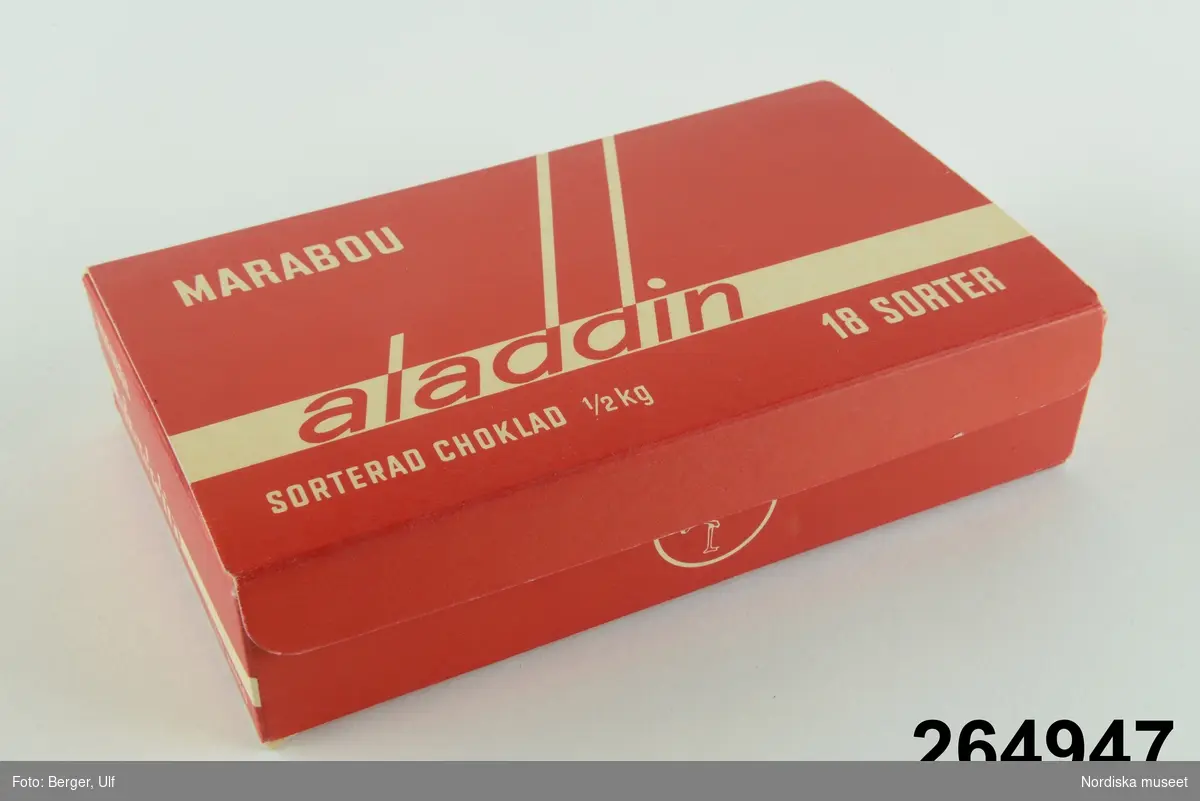 MARABOU
aladdin
18 SORTER
SORTERAD CHOKLAD 1/2 kg
264947
Foto: Berger, Ulf
Nordiska museet